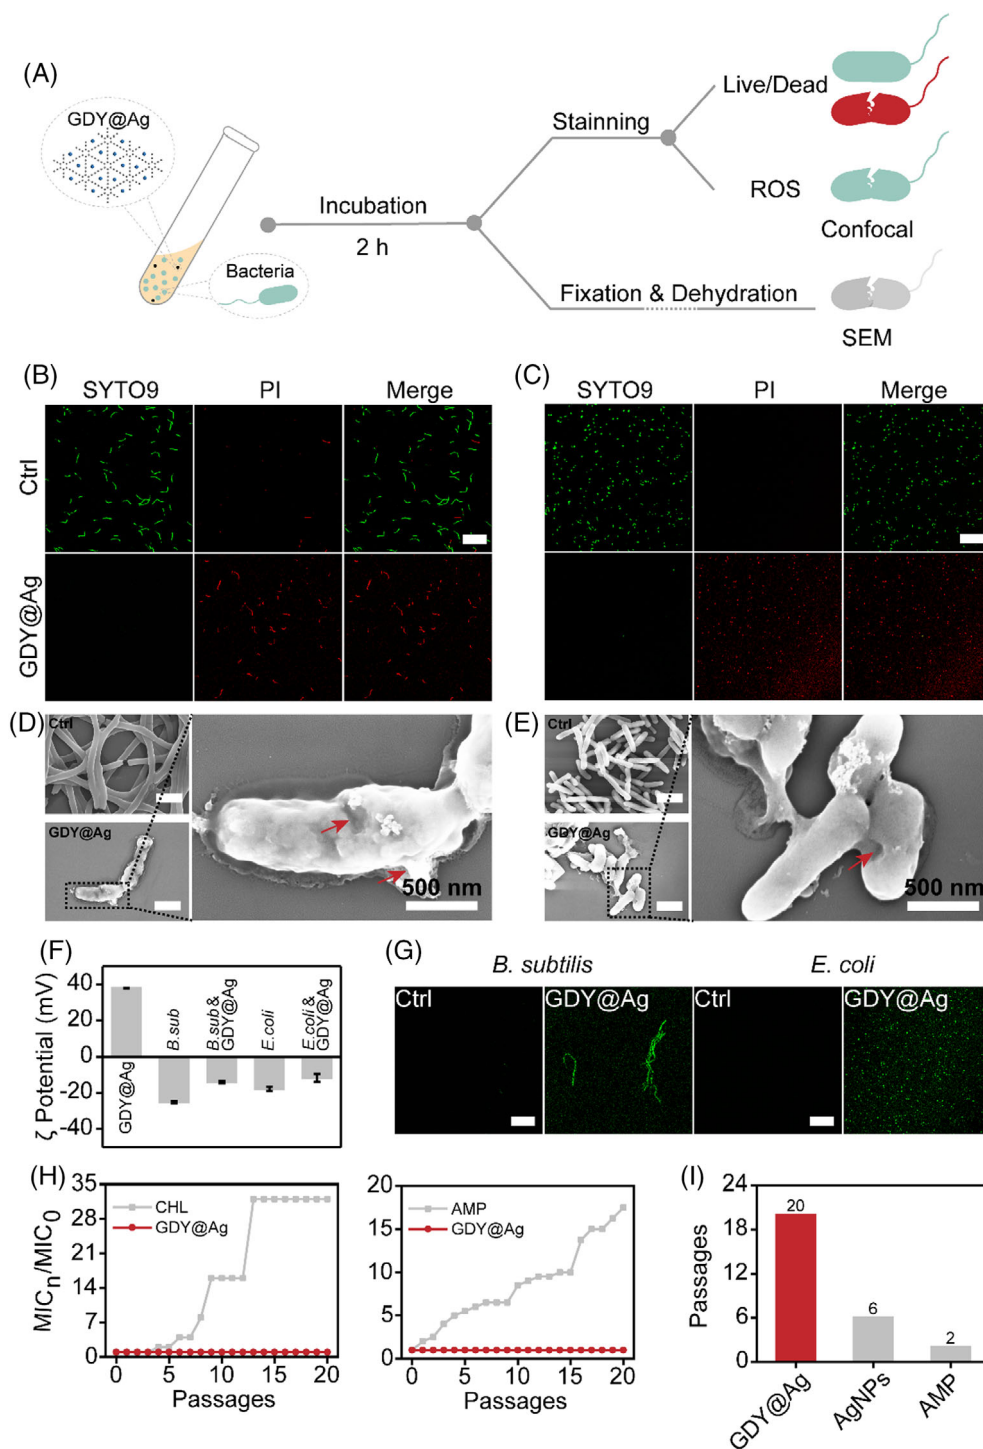 (A)
GDY@Ag
Bacteria
Incubation
2 h
Stainning
Live/Dead
ROS
Confocal
Fixation & Dehydration
SEM
(B)
SYTO9 PI Merge
Ctrl
GDY@Ag
(C)
SYTO9 PI Merge
(D)
Ctrl
GDY@Ag
500 nm
(E)
Ctrl
GDY@Ag
500 nm
(F)
ζ Potential (mV)
40
20
0
-20
-40
GDY@Ag
B.sub
B.sub&
GDY@Ag
E.coli
E.coli &
GDY@Ag
(G)
B. subtilis E. coli
Ctrl GDY@Ag Ctrl GDY@Ag
(H)
MICn/MIC0
35
28
21
14
7
0
CHL
GDY@Ag
0 5 10 15 20
Passages
20
15
10
5
0
AMP
GDY@Ag
0 5 10 15 20
Passages
(I)
Passages
24
18
12
6
0
20
6
2
GDY@Ag
AgNPs
AMP